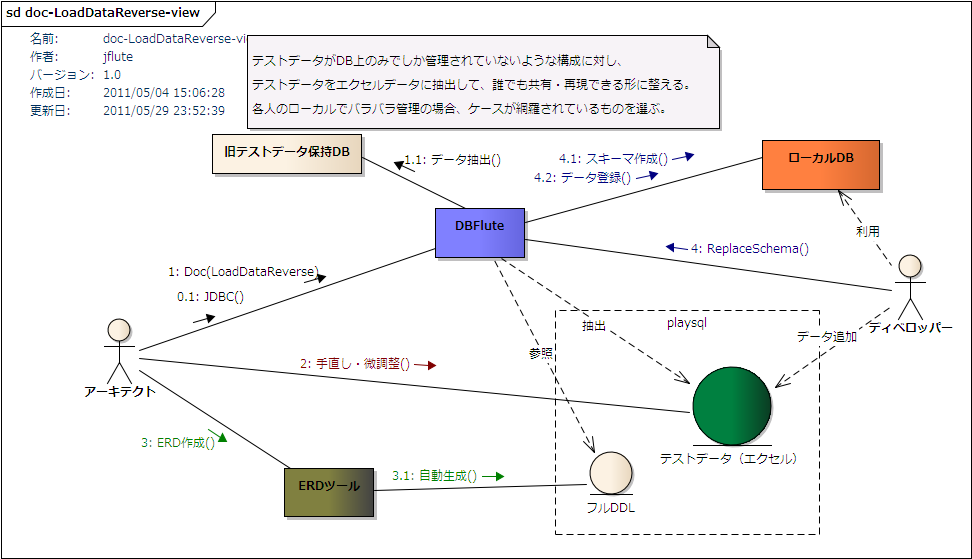 sd doc-LoadDataReverse-view
名前: doc-LoadDataReverse-vi
作者: jflute
バージョン: 1.0
作成日: 2011/05/04 15:06:28
更新日: 2011/05/29 23:52:39
テストデータがDB上のみでしか管理されていないような構成に対し、
テストデータをエクセルデータに抽出して、誰でも共有・再現できる形に整える。
各人のローカルでバラバラ管理の場合、ケースが網羅されているものを選ぶ。
旧テストデータ保持DB
1.1: データ抽出()
4.1: スキーマ作成()
4.2: データ登録()
ローカルDB
DBFlute
利用
4: ReplaceSchema()
1: Doc(LoadDataReverse)
0.1: JDBC()
ディベロッパー
抽出
playsql
データ追加
参照
アーキテクト
2: 手直し・微調整()
3: ERD作成()
テストデータ（エクセル）
ERDツール
3.1: 自動生成()
フルDDL